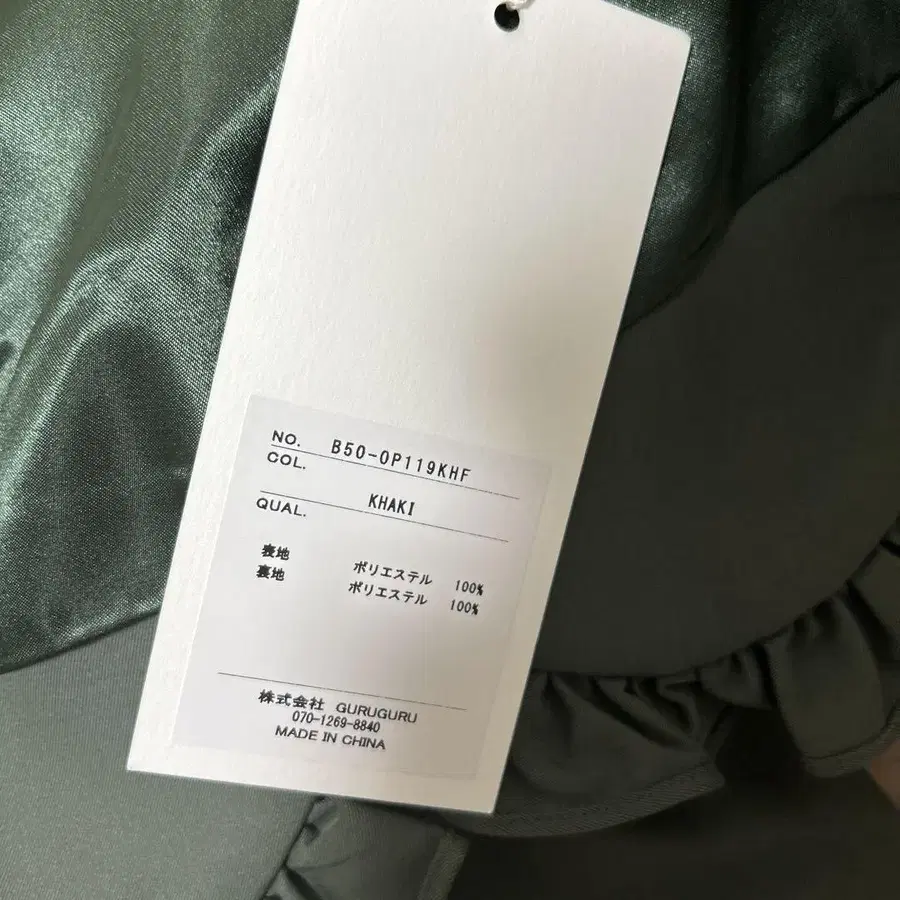 NO. B50-OP119KHF
COL.
KHAKI
QUAL.
表地 ポリエステル 100%
裏地 ポリエステル 100%
株式会社 GURUGURU
070-1269-8840
MADE IN CHINA